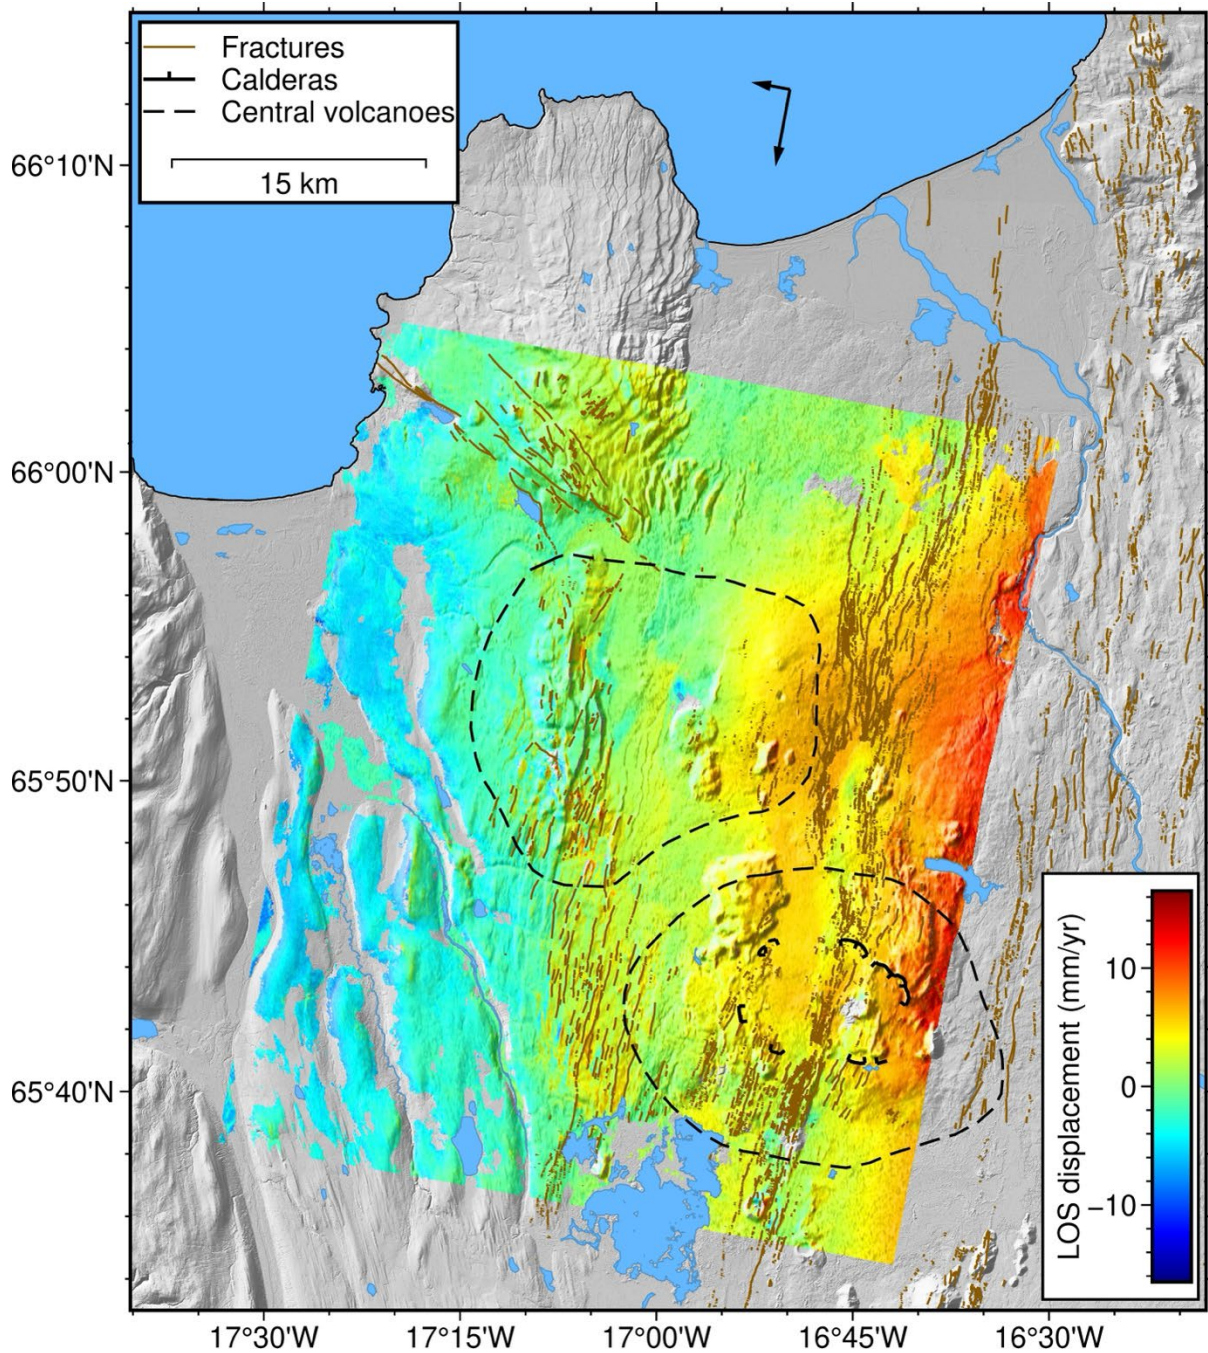 Fractures
Calderas
Central volcanoes
15 km
66°10'N
66°00'N
65°50'N
65°40'N
17°30'W
17°15'W
17°00'W
16°45'W
16°30'W
LOS displacement (mm/yr)
10
0
−10